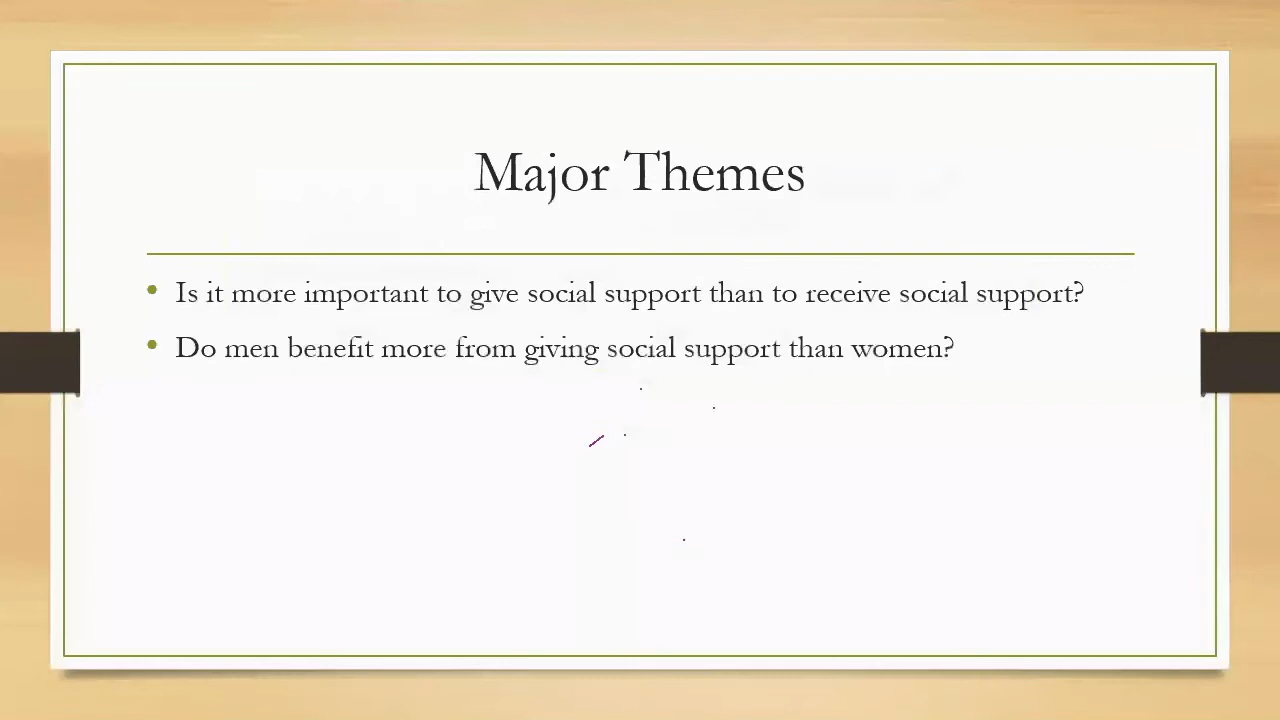 Major Themes
• Is it more important to give social support than to receive social support?
• Do men benefit more from giving social support than women?